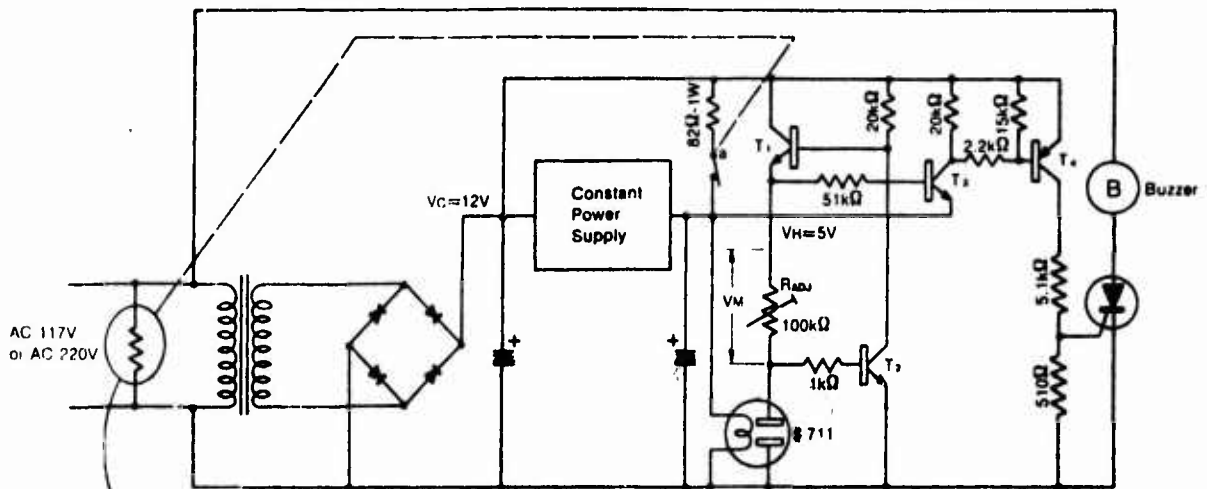 82Ω-1W
a
T₁
20kΩ
20kΩ
15kΩ
2.2kΩ
T₃
T₄
51kΩ
B
Buzzer
Vc=12V
Constant
Power
Supply
VH=5V
VM
RADJ
100kΩ
5.1kΩ
AC 117V
or AC 220V
1kΩ
T₂
510Ω
711